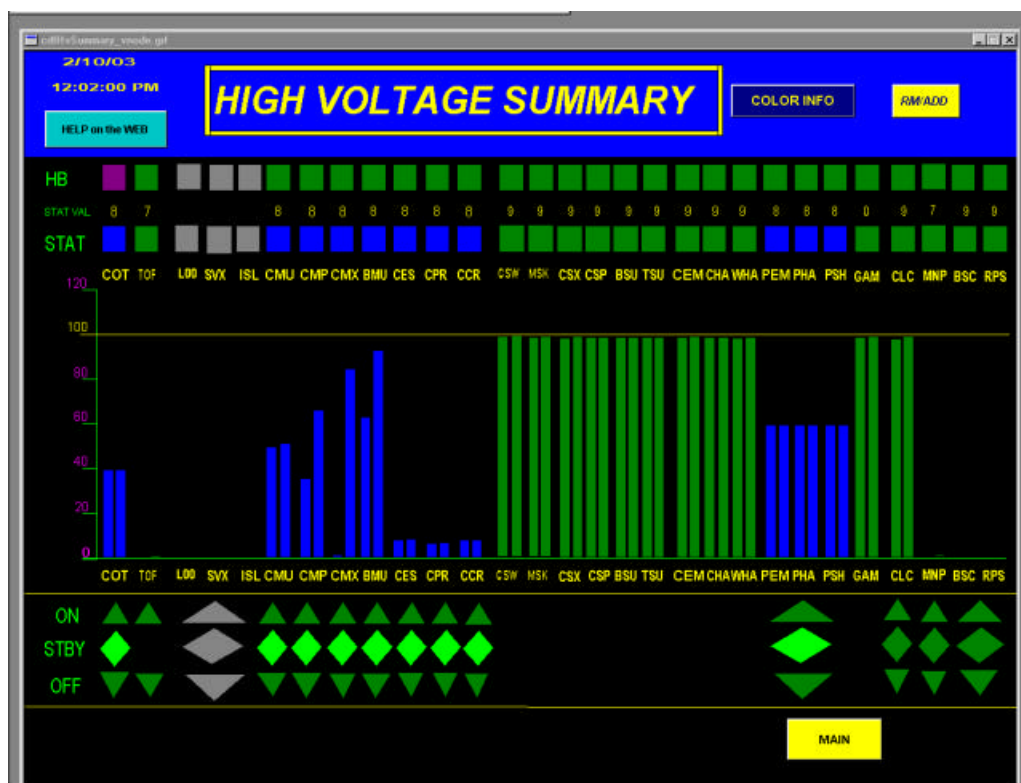 cdfHvSummary_vnode.gif
2/10/03
12:02:00 PM
HIGH VOLTAGE SUMMARY
COLOR INFO
RM/ADD
HELP on the WEB
HB
STAT VAL 8 7 8 8 8 8 8 8 8 9 9 9 9 9 9 9 9 9 8 8 8 0 9 7 9 9
STAT
COT TOF L00 SVX ISL CMU CMP CMX BMU CES CPR CCR CSW MSK CSX CSP BSU TSU CEM CHA WHA PEM PHA PSH GAM CLC MNP BSC RPS
120
100
80
60
40
20
0
COT TOF L00 SVX ISL CMU CMP CMX BMU CES CPR CCR CSW MSK CSX CSP BSU TSU CEM CHA WHA PEM PHA PSH GAM CLC MNP BSC RPS
ON
STBY
OFF
MAIN